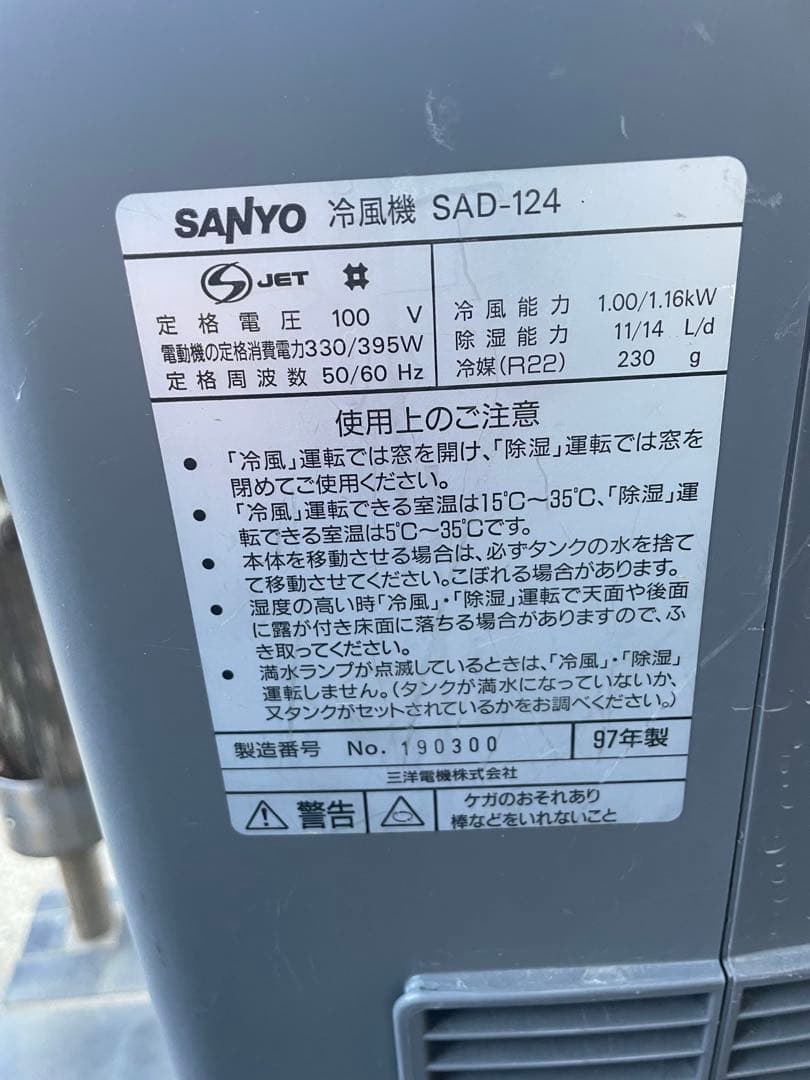 SANYO 冷風機 SAD-124
S JET
定格電圧 100 V
電動機の定格消費電力330/395W
定格周波数 50/60 Hz
冷風能力 1.00/1.16kW
除湿能力 11/14 L/d
冷媒(R22) 230 g
使用上のご注意
● 「冷風」運転では窓を開け、「除湿」運転では窓を
閉めてご使用ください。
● 「冷風」運転できる室温は15℃〜35℃、「除湿」運
転できる室温は5℃〜35℃です。
● 本体を移動させる場合は、必ずタンクの水を捨て
て移動させてください。こぼれる場合があります。
● 湿度の高い時「冷風」・「除湿」運転で天面や後面
に露が付き床面に落ちる場合がありますので、ふ
き取ってください。
● 満水ランプが点滅しているときは、「冷風」・「除湿」
運転しません。(タンクが満水になっていないか、
又タンクがセットされているかをお調べください。)
製造番号 No. 190300 97年製
三洋電機株式会社
警告
ケガのおそれあり
棒などをいれないこと